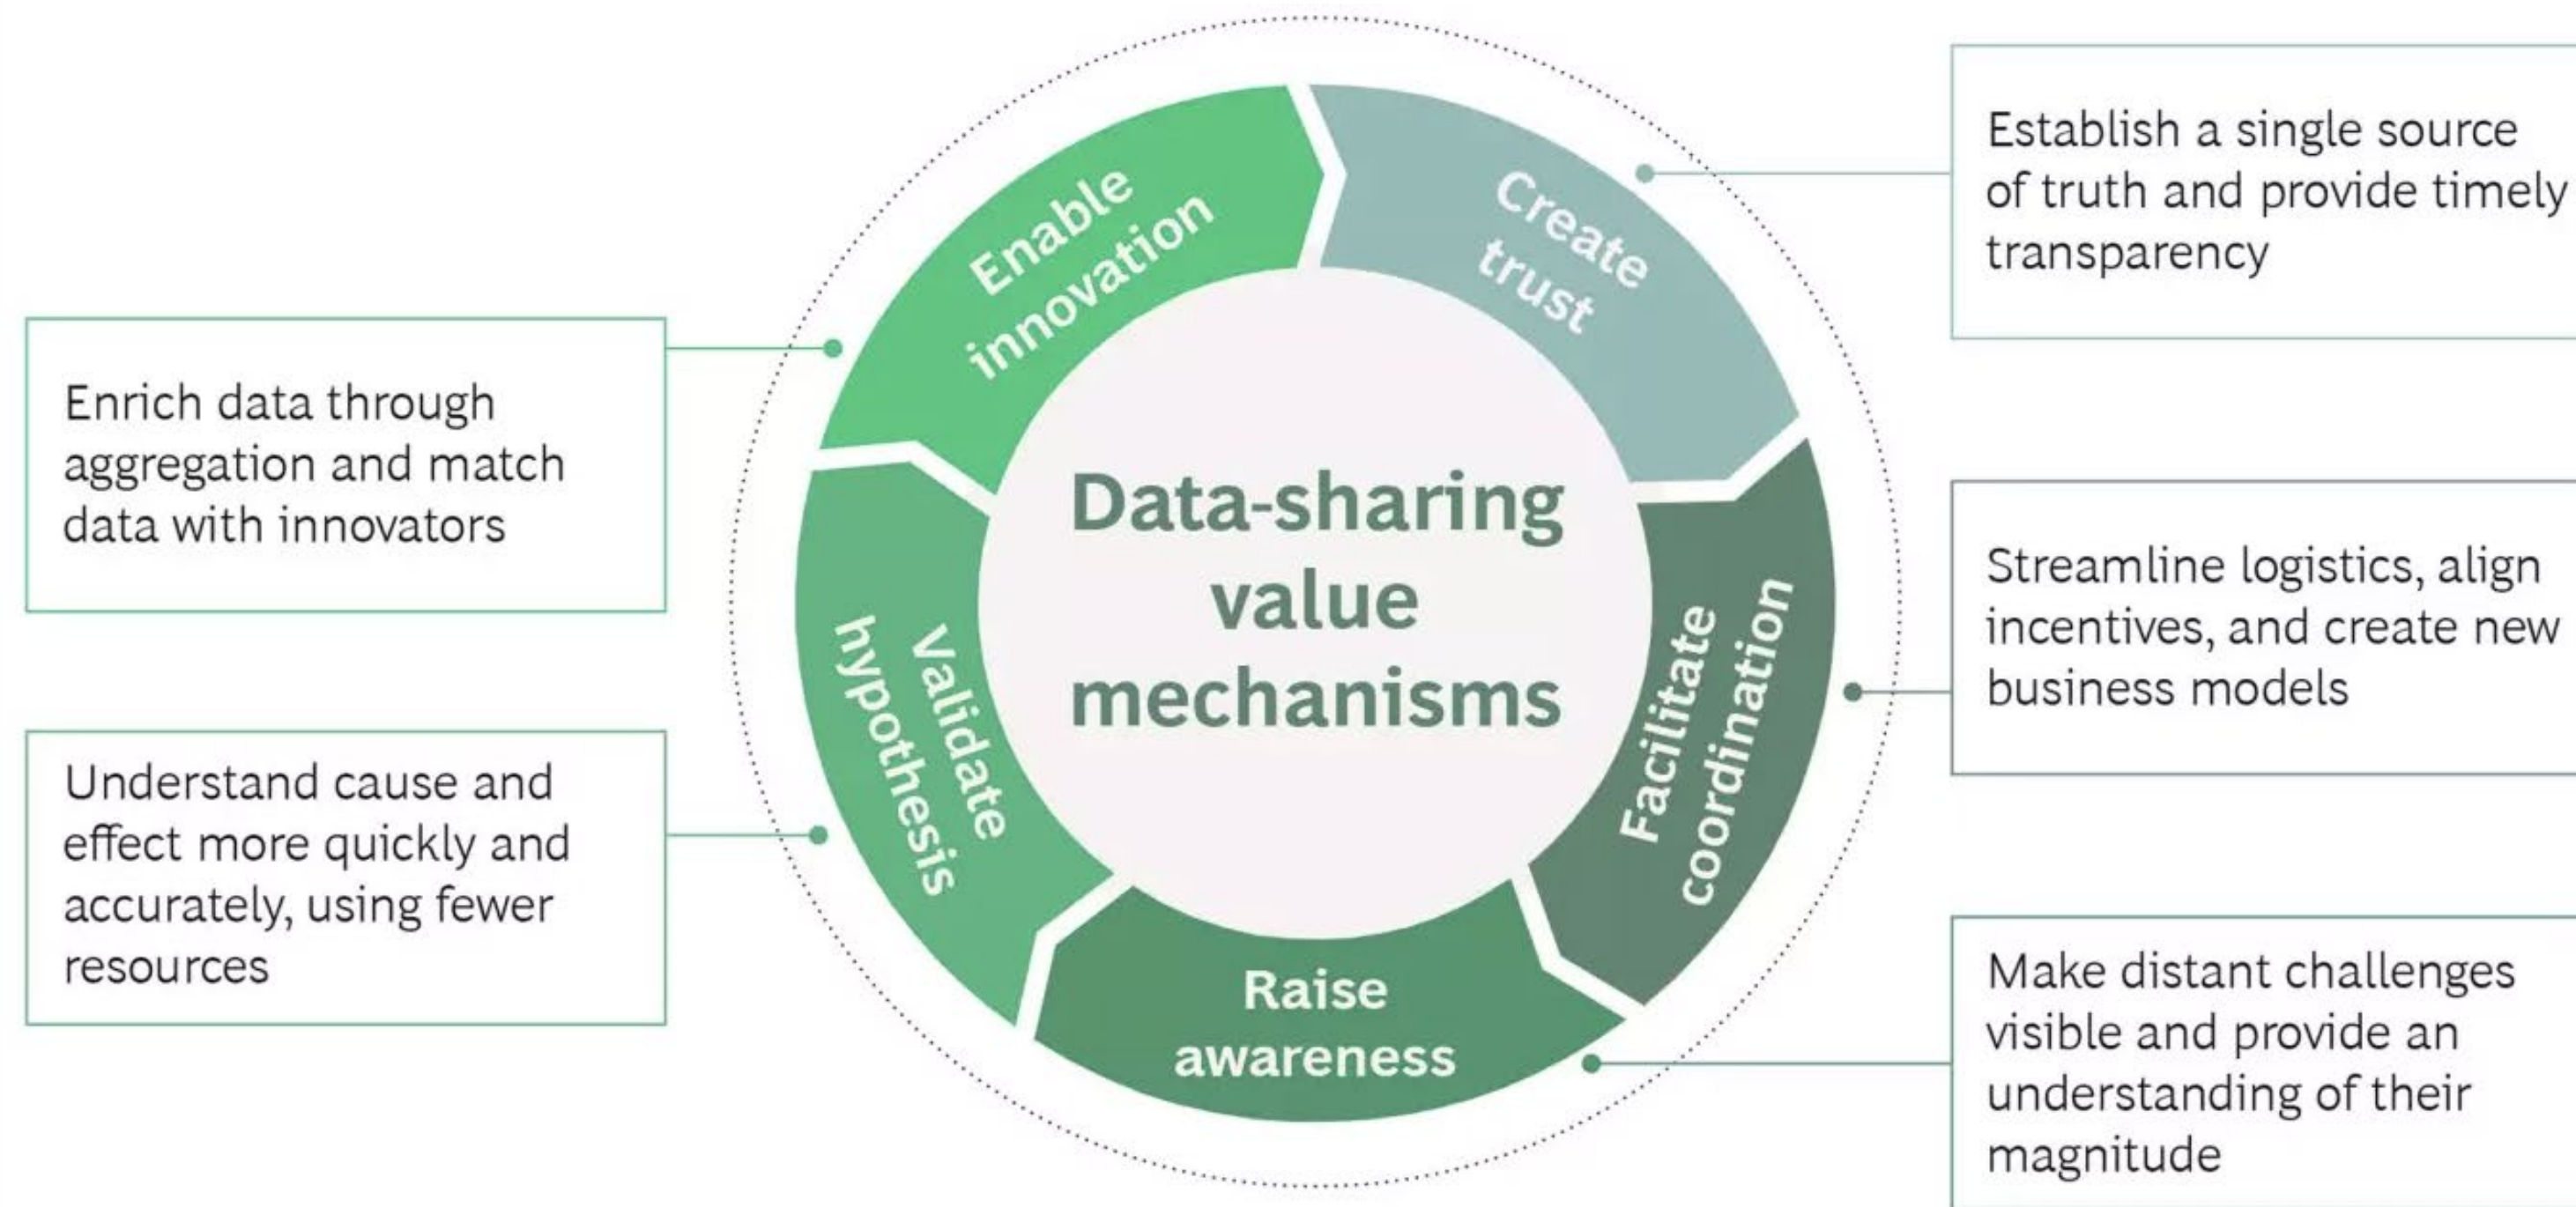 Enable
innovation
Create
trust
Establish a single source
of truth and provide timely
transparency
Enrich data through
aggregation and match
data with innovators
Data-sharing
value
mechanisms
Streamline logistics, align
incentives, and create new
business models
Facilitate
coordination
Validate
hypothesis
Understand cause and
effect more quickly and
accurately, using fewer
resources
Raise
awareness
Make distant challenges
visible and provide an
understanding of their
magnitude